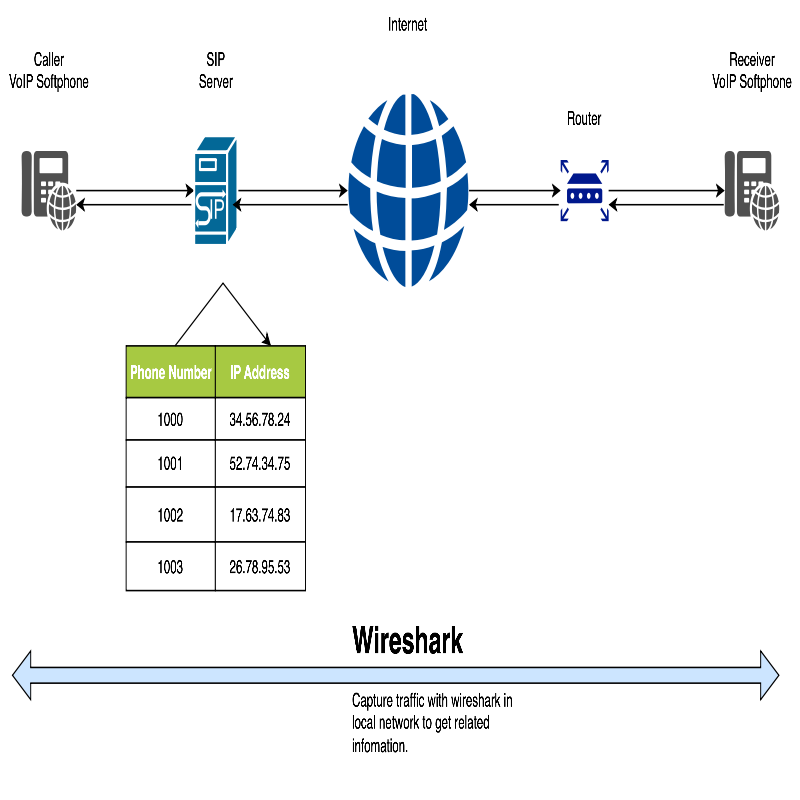 Internet
Caller
VoIP Softphone
SIP
Server
Receiver
VoIP Softphone
Router
SIP
Phone Number IP Address
1000 34.56.78.24
1001 52.74.34.75
1002 17.63.74.83
1003 26.78.95.53
Wireshark
Capture traffic with wireshark in
local network to get related
infomation.